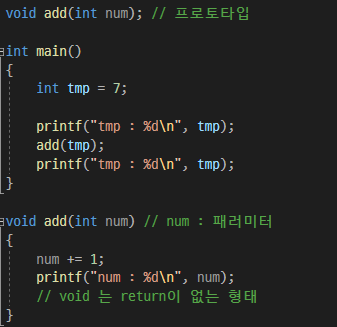 void add(int num); // 프로토타입
int main()
{
int tmp = 7;
printf("tmp : %d\n", tmp);
add(tmp);
printf("tmp : %d\n", tmp);
}
void add(int num) // num : 패러미터
{
num += 1;
printf("num : %d\n", num);
// void 는 return이 없는 형태
}